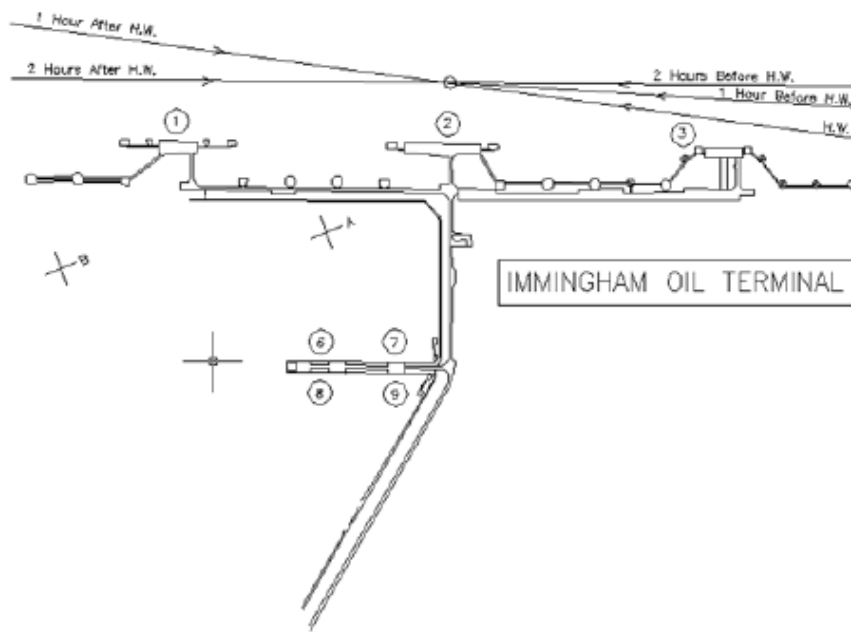 1 Hour After H.W.
2 Hours After H.W.
2 Hours Before H.W.
1 Hour Before H.W.
H.W.
1
2
3
A
B
IMMINGHAM OIL TERMINAL
6
7
8
9